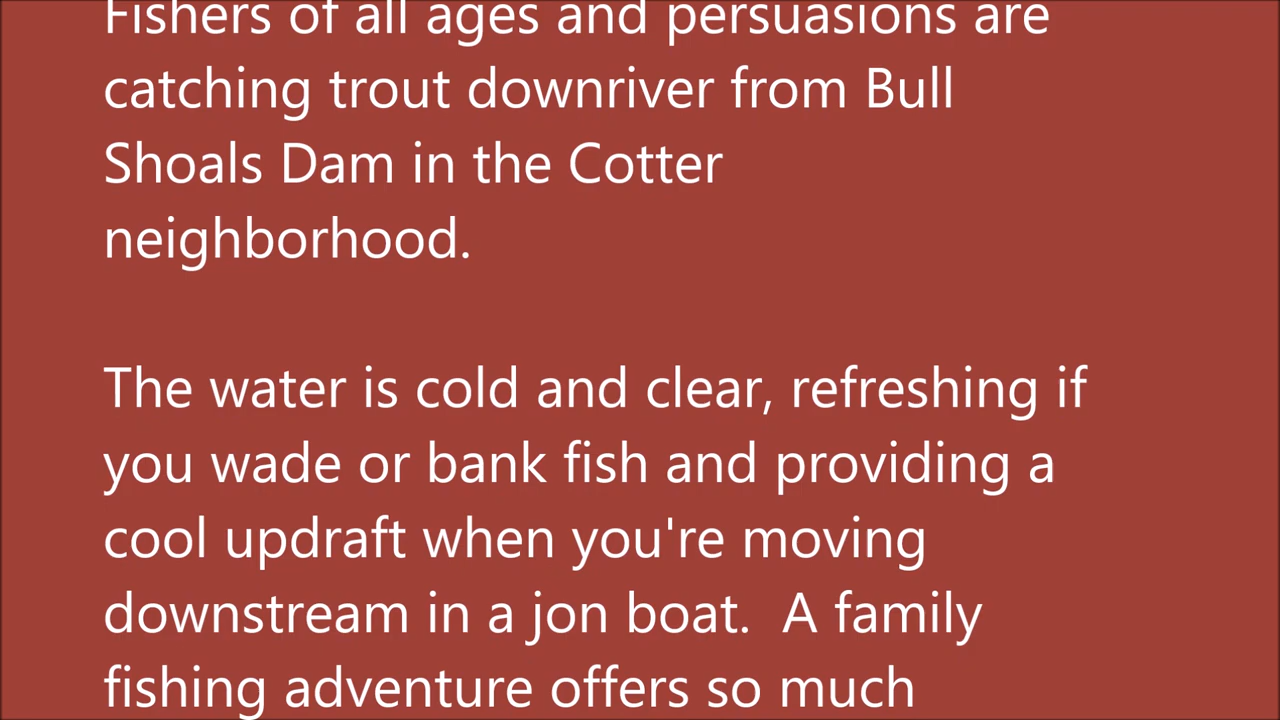 Fishers of all ages and persuasions are
catching trout downriver from Bull
Shoals Dam in the Cotter
neighborhood.
The water is cold and clear, refreshing if
you wade or bank fish and providing a
cool updraft when you're moving
downstream in a jon boat.  A family
fishing adventure offers so much